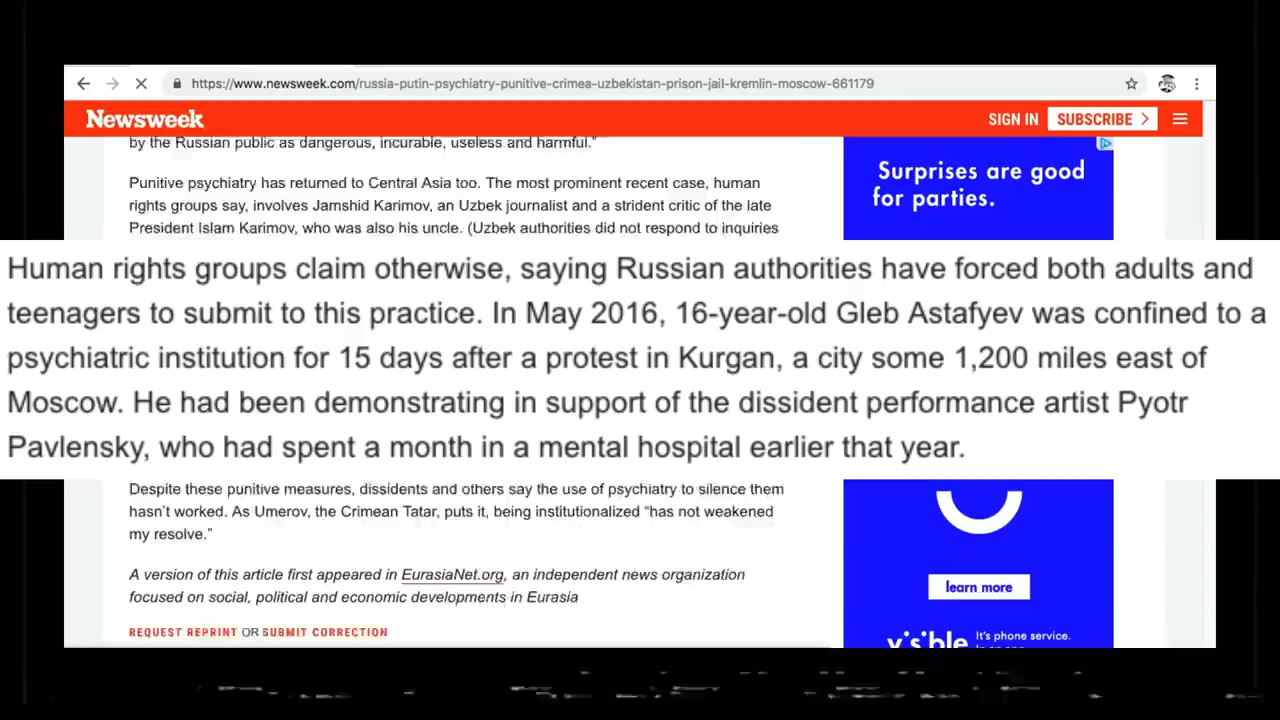 https://www.newsweek.com/russia-putin-psychiatry-punitive-crimea-uzbekistan-prison-jail-kremlin-moscow-661179
Newsweek
SIGN IN
SUBSCRIBE
by the Russian public as dangerous, incurable, useless and harmful."
Punitive psychiatry has returned to Central Asia too. The most prominent recent case, human
rights groups say, involves Jamshid Karimov, an Uzbek journalist and a strident critic of the late
President Islam Karimov, who was also his uncle. (Uzbek authorities did not respond to inquiries
Surprises are good
for parties.
Human rights groups claim otherwise, saying Russian authorities have forced both adults and
teenagers to submit to this practice. In May 2016, 16-year-old Gleb Astafyev was confined to a
psychiatric institution for 15 days after a protest in Kurgan, a city some 1,200 miles east of
Moscow. He had been demonstrating in support of the dissident performance artist Pyotr
Pavlensky, who had spent a month in a mental hospital earlier that year.
Despite these punitive measures, dissidents and others say the use of psychiatry to silence them
hasn't worked. As Umerov, the Crimean Tatar, puts it, being institutionalized "has not weakened
my resolve."
A version of this article first appeared in EurasiaNet.org, an independent news organization
focused on social, political and economic developments in Eurasia
REQUEST REPRINT OR SUBMIT CORRECTION
learn more
visible
It's phone service.